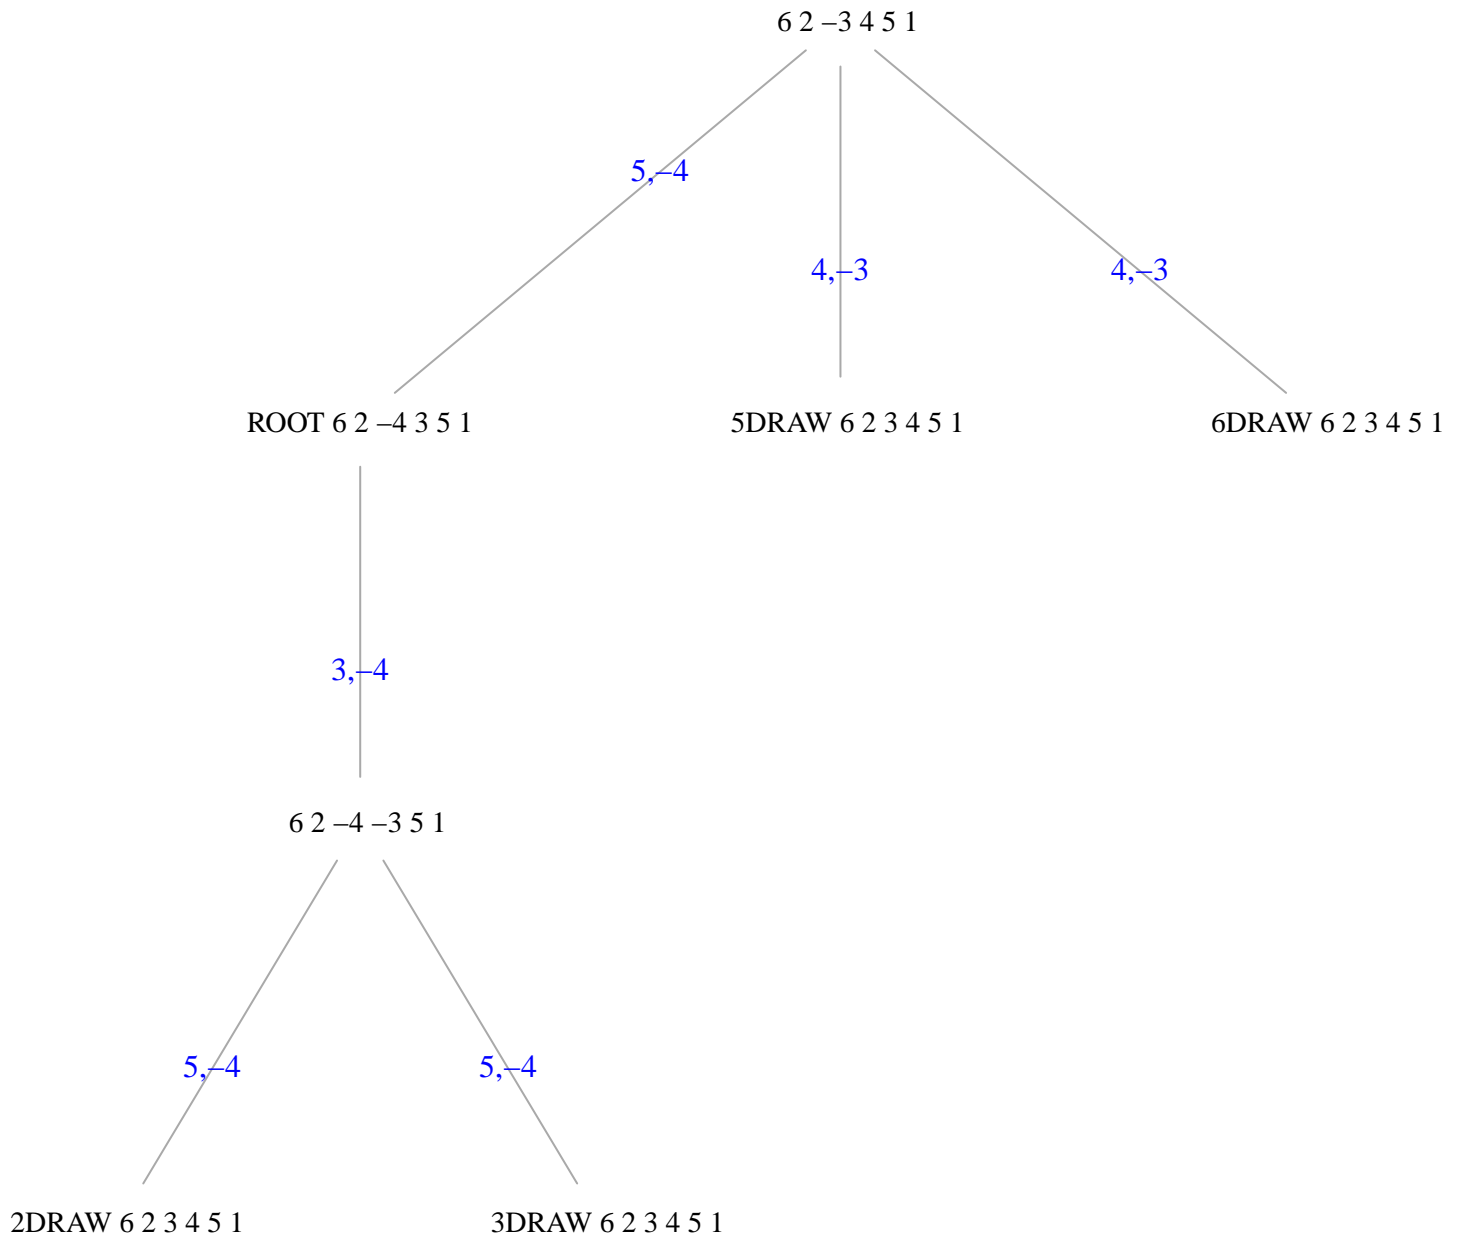 6 2 –3 4 5 1
5,–4
4,–3
4,–3
ROOT 6 2 –4 3 5 1
5DRAW 6 2 3 4 5 1
6DRAW 6 2 3 4 5 1
3,–4
6 2 –4 –3 5 1
5,–4
5,–4
2DRAW 6 2 3 4 5 1
3DRAW 6 2 3 4 5 1